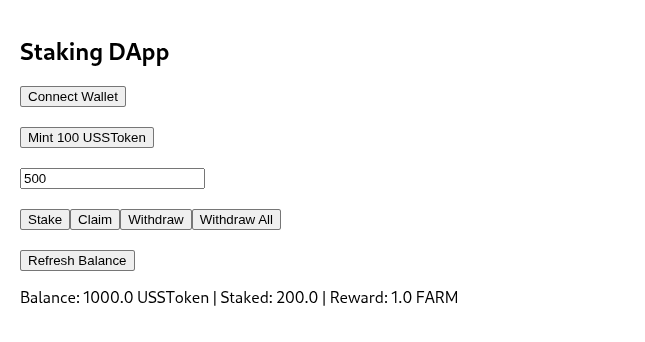 Staking DApp
Connect Wallet
Mint 100 USSToken
500
Stake Claim Withdraw Withdraw All
Refresh Balance
Balance: 1000.0 USSToken | Staked: 200.0 | Reward: 1.0 FARM